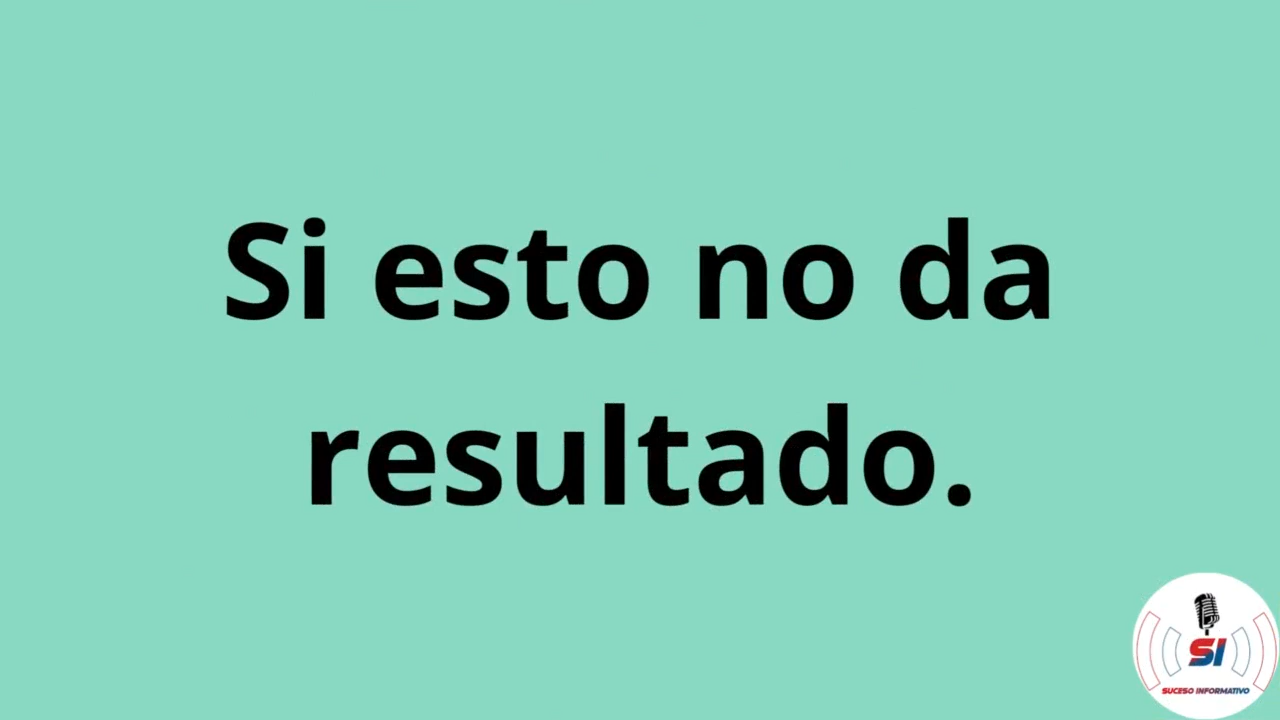 Si esto no da
resultado.
SI
SUCESO INFORMATIVO